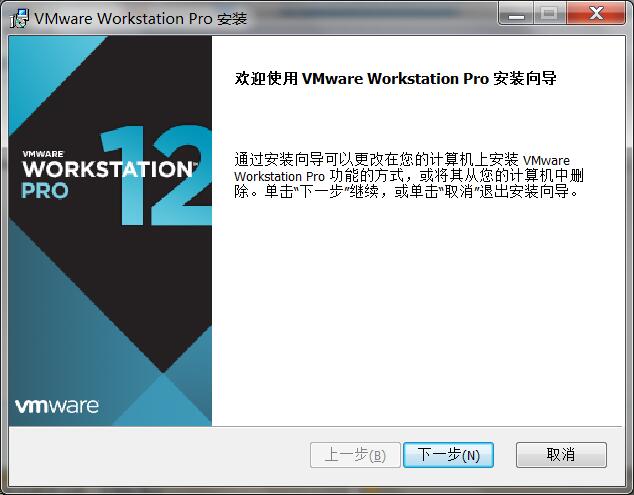 VMware Workstation Pro 安装
欢迎使用 VMware Workstation Pro 安装向导
VMWARE
WORKSTATION™
PRO 12
通过安装向导可以更改在您的计算机上安装 VMware
Workstation Pro 功能的方式，或将其从您的计算机中删
除。单击“下一步”继续，或单击“取消”退出安装向导。
vmware
上一步(B) 下一步(N) 取消